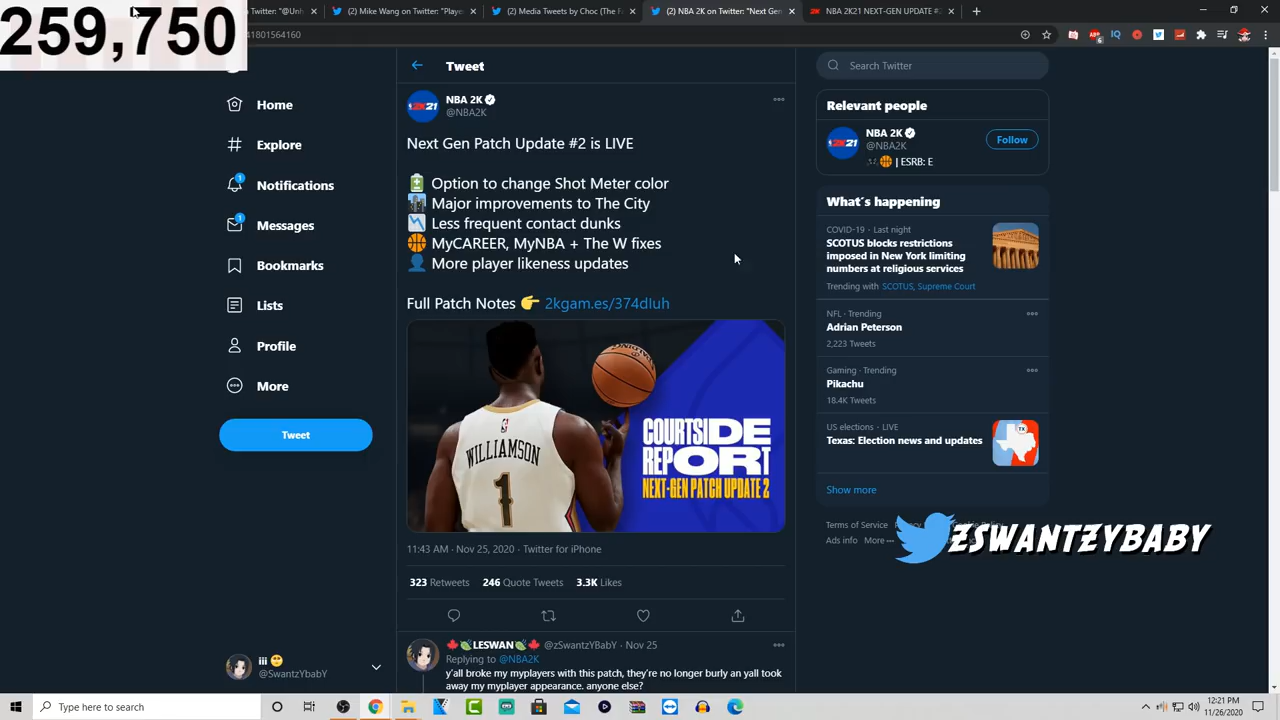 259,750
on Twitter: "@Unh
(2) Mike Wang on Twitter: "Playe
(2) Media Tweets by Choc (The F
(2) NBA 2K on Twitter: "Next Gen
NBA 2K21 NEXT-GEN UPDATE #
41801564160
Tweet
Search Twitter
Home
Explore
Notifications
Messages
Bookmarks
Lists
Profile
More
Tweet
iii
@SwantzYBabY
2K21
NBA 2K
@NBA2K
Next Gen Patch Update #2 is LIVE
🔋 Option to change Shot Meter color
🏙 Major improvements to The City
📉 Less frequent contact dunks
🏀 MyCAREER, MyNBA + The W fixes
👤 More player likeness updates
Full Patch Notes 👉 2kgam.es/374dIuh
WILLIAMSON
1
COURTSIDE
REPORT
NEXT-GEN PATCH UPDATE 2
11:43 AM · Nov 25, 2020 · Twitter for iPhone
323 Retweets 246 Quote Tweets 3.3K Likes
🍁🍃LESWAN🍃🍁 @zSwantzYBabY · Nov 25
Replying to @NBA2K
y'all broke my myplayers with this patch, they're no longer burly an yall took
away my myplayer appearance. anyone else?
Relevant people
NBA 2K
@NBA2K
Follow
🏀 | ESRB: E
What's happening
COVID-19 · Last night
SCOTUS blocks restrictions
imposed in New York limiting
numbers at religious services
Trending with SCOTUS, Supreme Court
NFL · Trending
Adrian Peterson
2,223 Tweets
Gaming · Trending
Pikachu
18.4K Tweets
US elections · LIVE
Texas: Election news and updates
Show more
Terms of Service
Ads info More
ZSWANTZYBABY
Type here to search
12:21 PM
11/26/2020